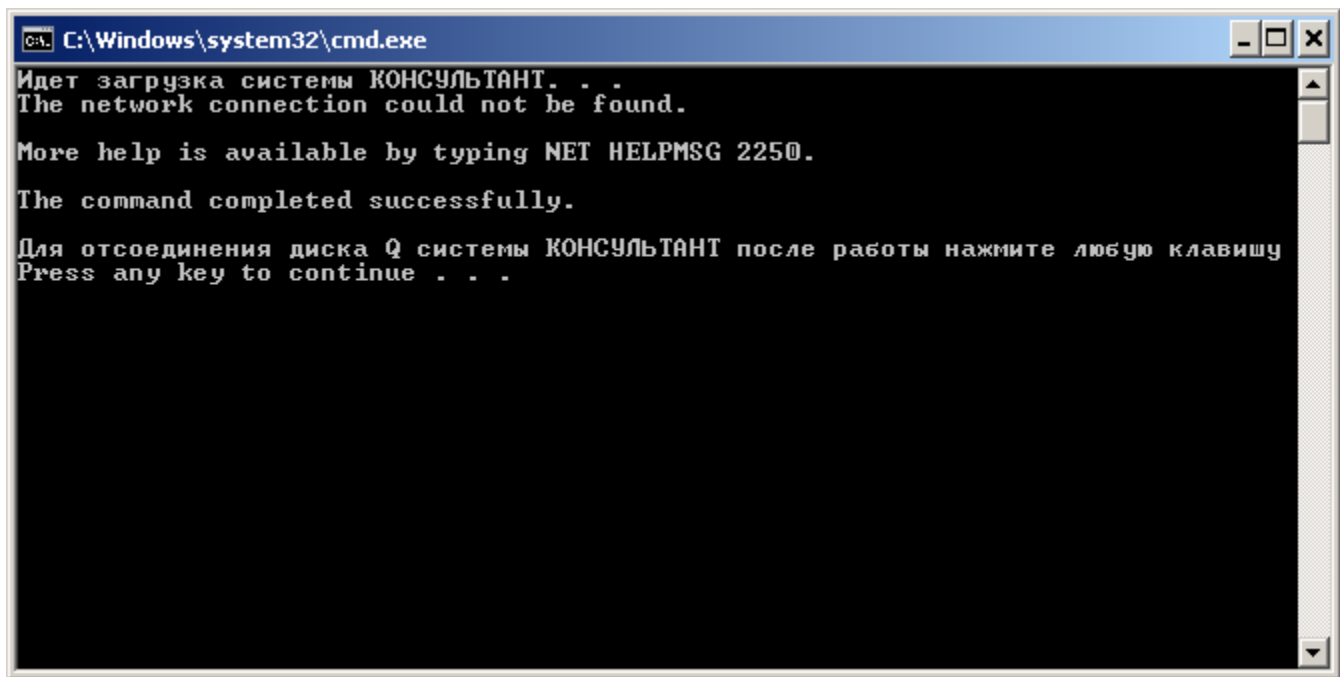 C:\Windows\system32\cmd.exe
Идет загрузка системы КОНСУЛЬТАНТ. . .
The network connection could not be found.
More help is available by typing NET HELPMSG 2250.
The command completed successfully.
Для отсоединения диска Q системы КОНСУЛЬТАНТ после работы нажмите любую клавишу
Press any key to continue . . .